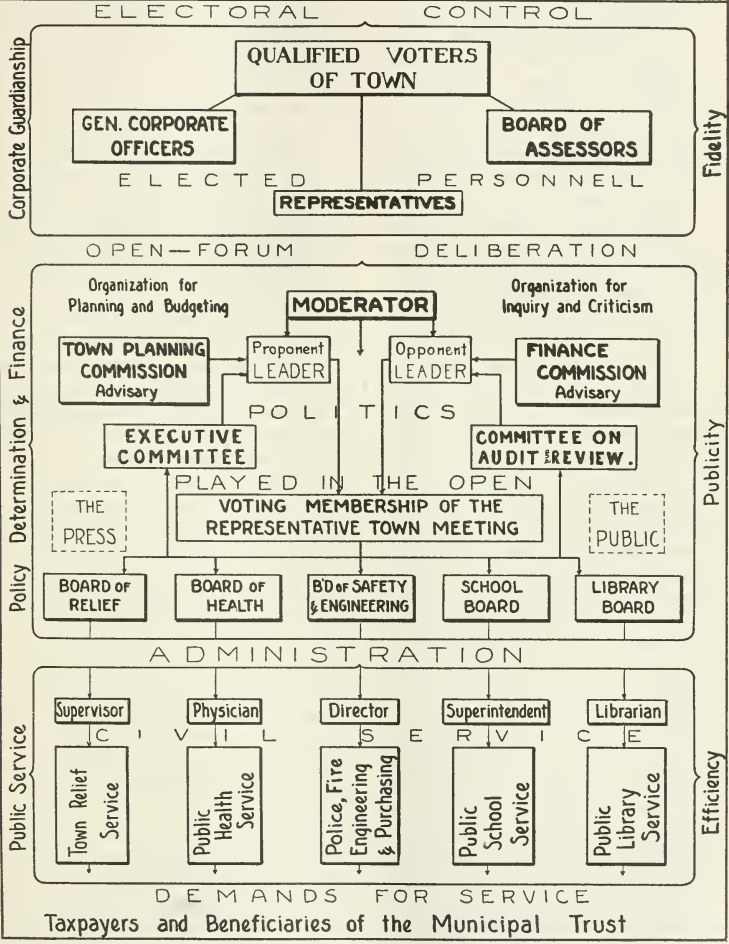 ELECTORAL CONTROL
Corporate Guardianship
QUALIFIED VOTERS
OF TOWN
GEN. CORPORATE
OFFICERS
BOARD OF
ASSESSORS
ELECTED PERSONNELL
REPRESENTATIVES
Fidelity
OPEN—FORUM DELIBERATION
Policy Determination & Finance
Organization for
Planning and Budgeting
MODERATOR
Organization for
Inquiry and Criticism
TOWN PLANNING
COMMISSION
Advisary
Proponent
LEADER
Opponent
LEADER
FINANCE
COMMISSION
Advisary
POLITICS
EXECUTIVE
COMMITTEE
COMMITTEE ON
AUDIT AND REVIEW.
PLAYED IN THE OPEN
THE
PRESS
VOTING MEMBERSHIP OF THE
REPRESENTATIVE TOWN MEETING
THE
PUBLIC
BOARD OF
RELIEF
BOARD OF
HEALTH
B'D OF SAFETY
& ENGINEERING
SCHOOL
BOARD
LIBRARY
BOARD
Publicity
ADMINISTRATION
Public Service
Supervisor
Physician
Director
Superintendent
Librarian
CIVIL SERVICE
Town Relief
Service
Public
Health
Service
Police, Fire
Engineering
& Purchasing
Public
School
Service
Public
Library
Service
Efficiency
DEMANDS FOR SERVICE
Taxpayers and Beneficiaries of the Municipal Trust